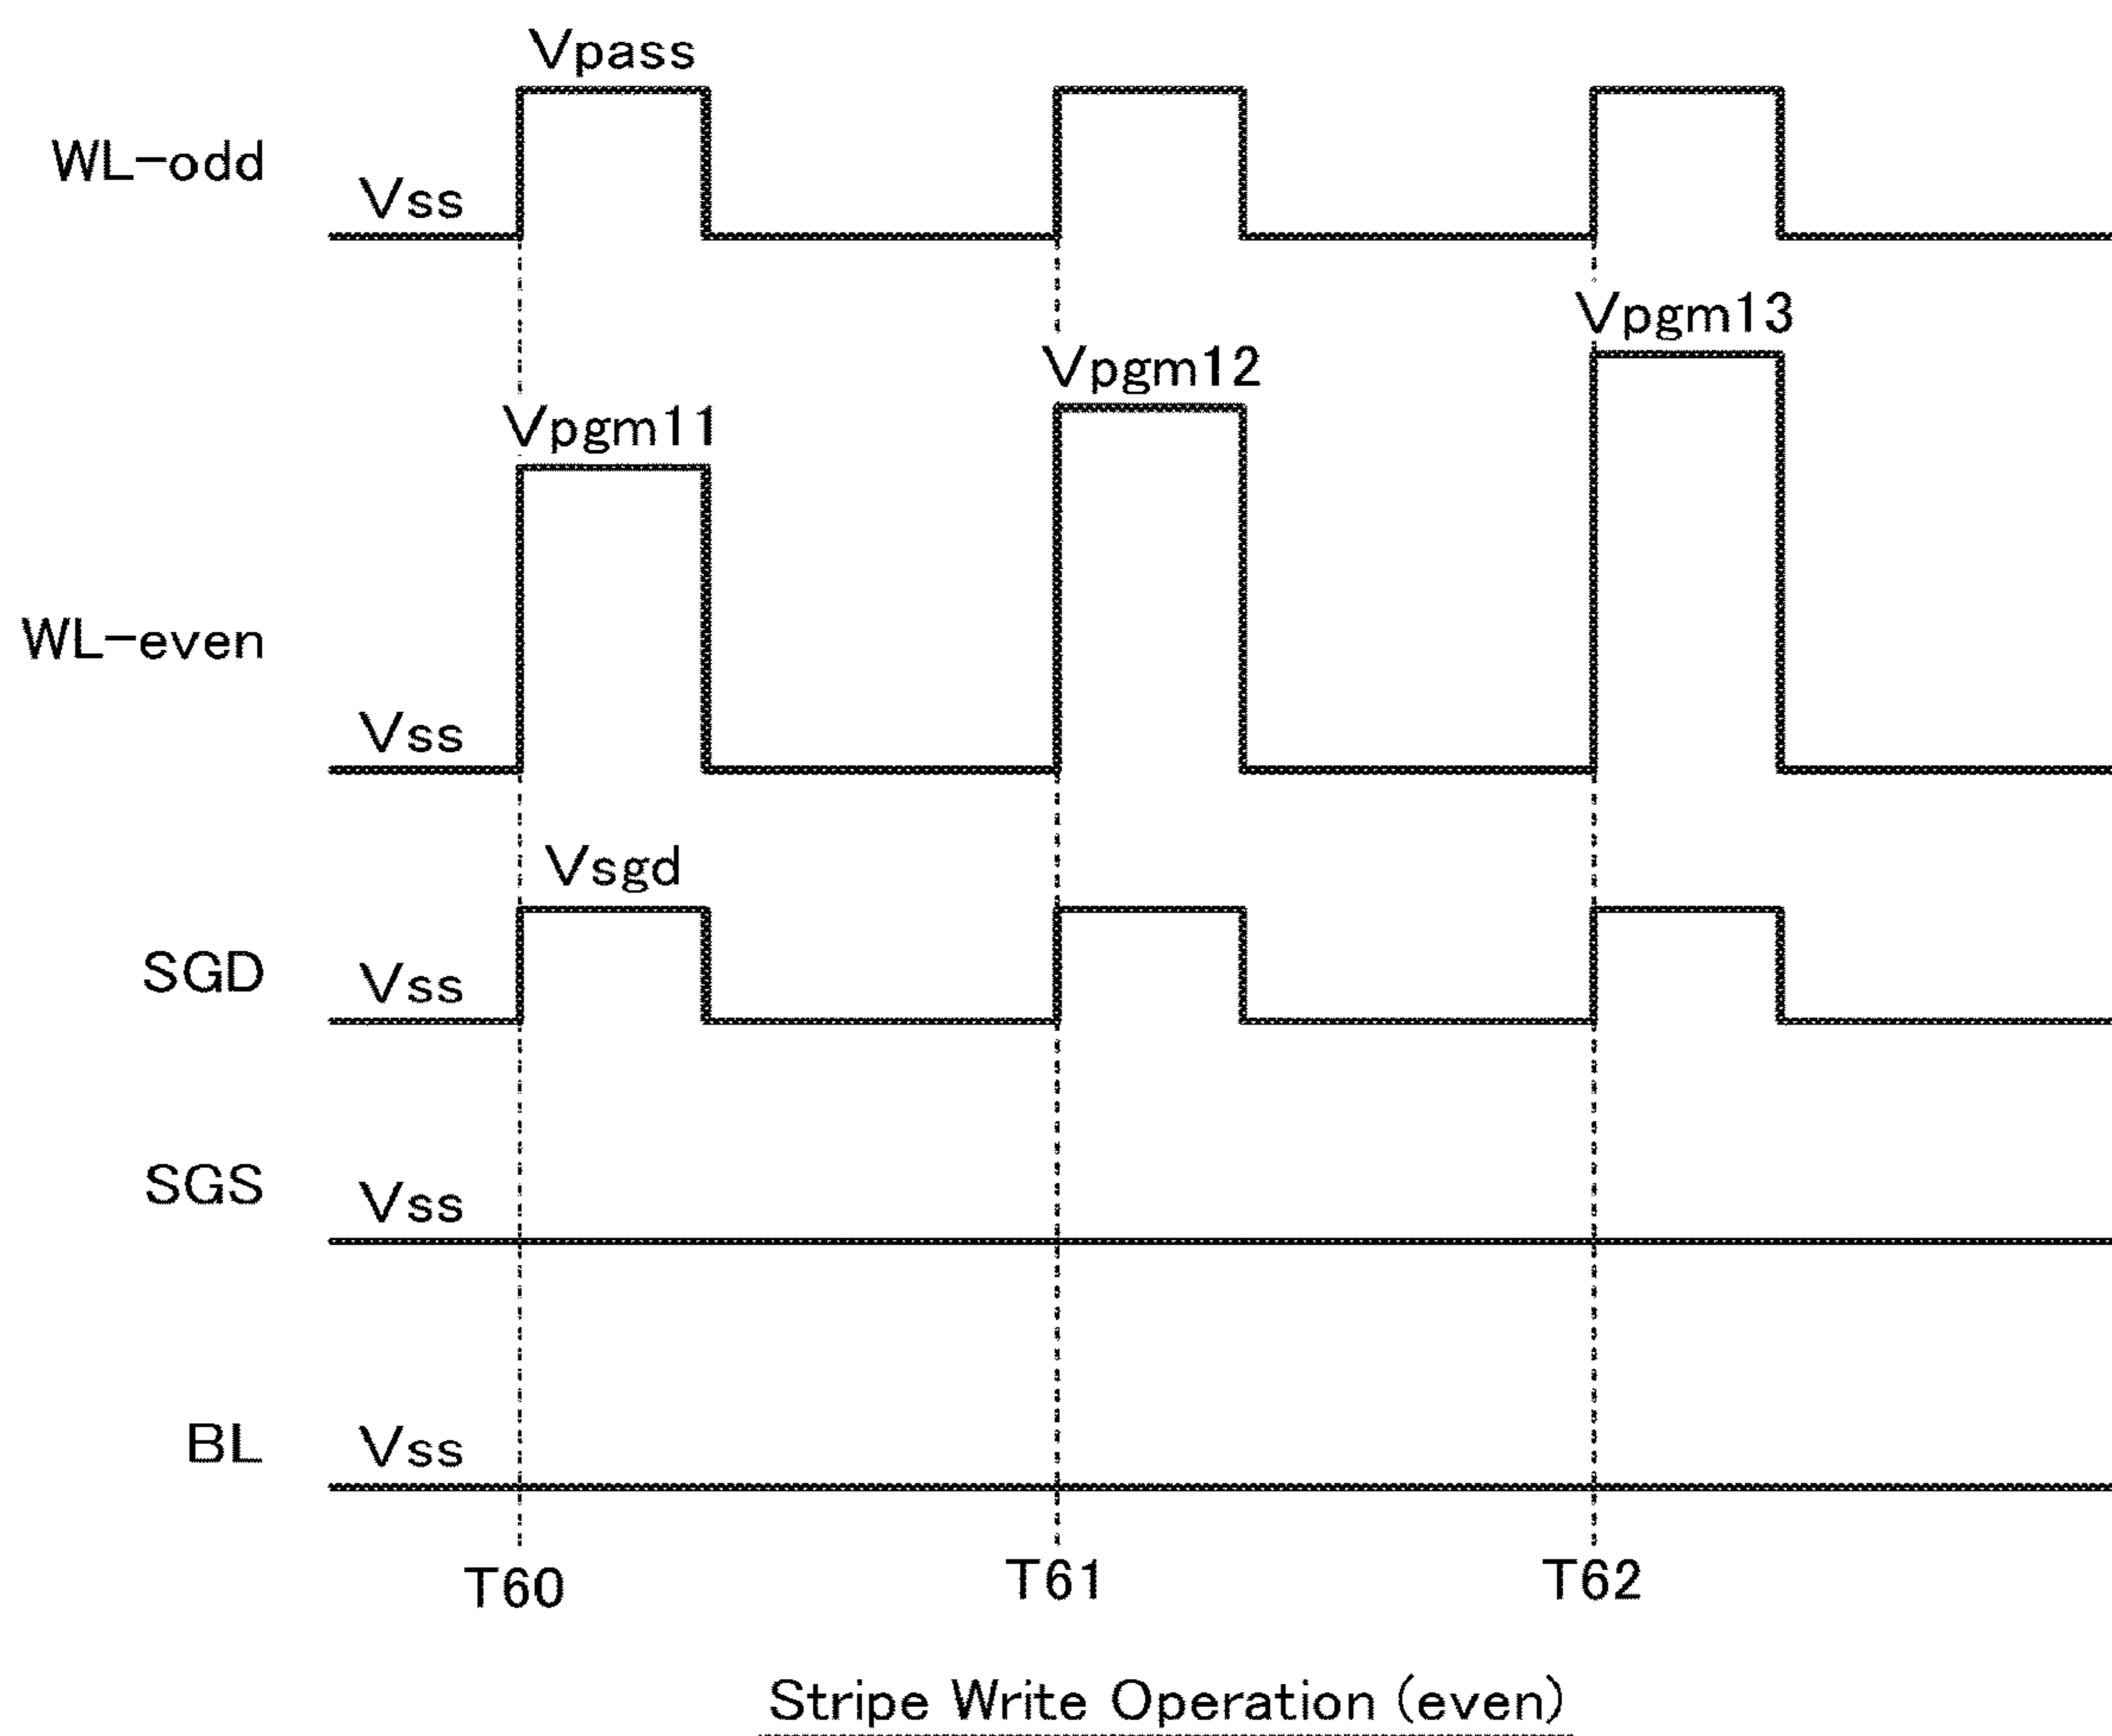 Vpass
WL-odd
Vss
Vpgm13
Vpgm12
Vpgm11
WL-even
Vss
Vsgd
SGD
Vss
SGS
Vss
BL
Vss
T60
T61
T62
Stripe Write Operation (even)